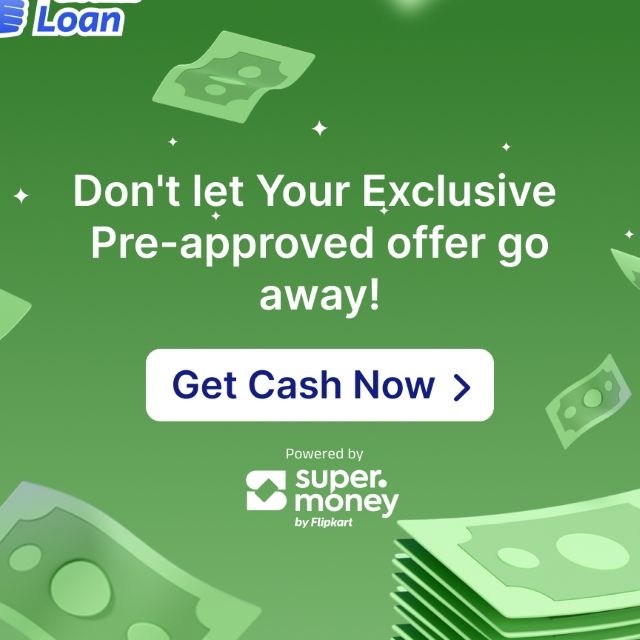 Loan
Don't let Your Exclusive
Pre-approved offer go
away!
Get Cash Now
Powered by
super.
money
by Flipkart